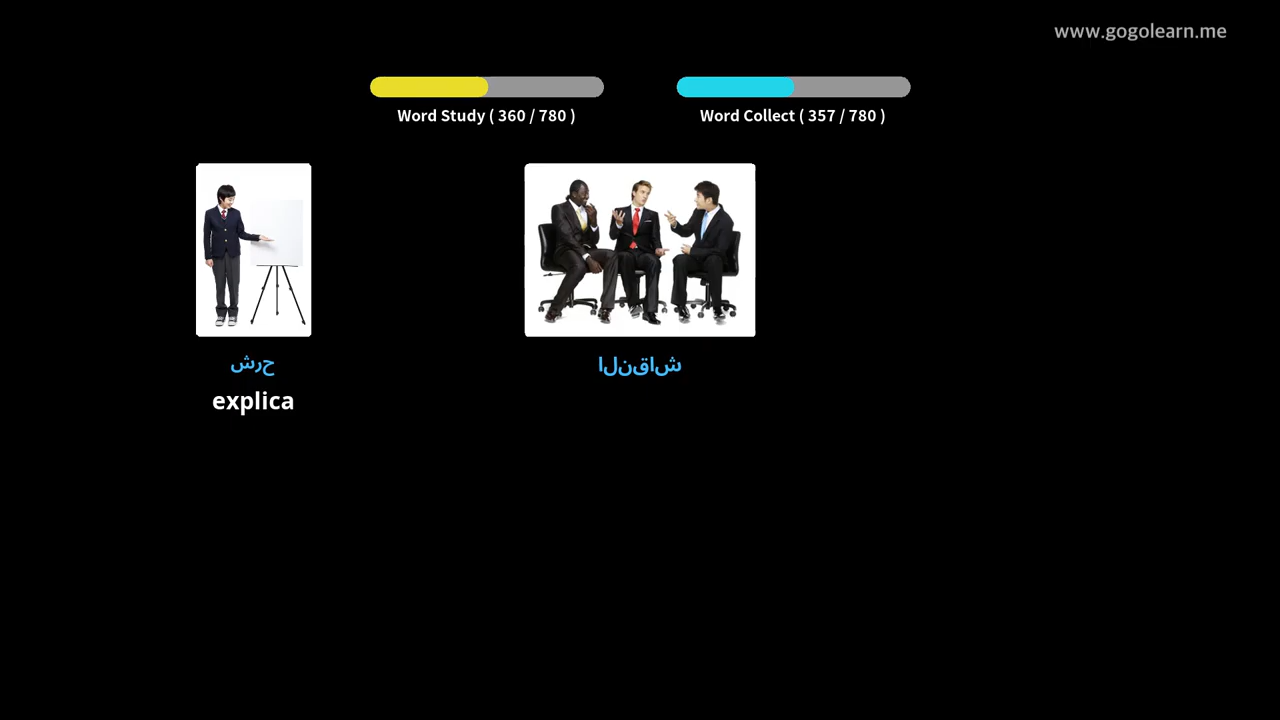 www.gogolearn.me
Word Study ( 360 / 780 )
Word Collect ( 357 / 780 )
شرح
النقاش
explica